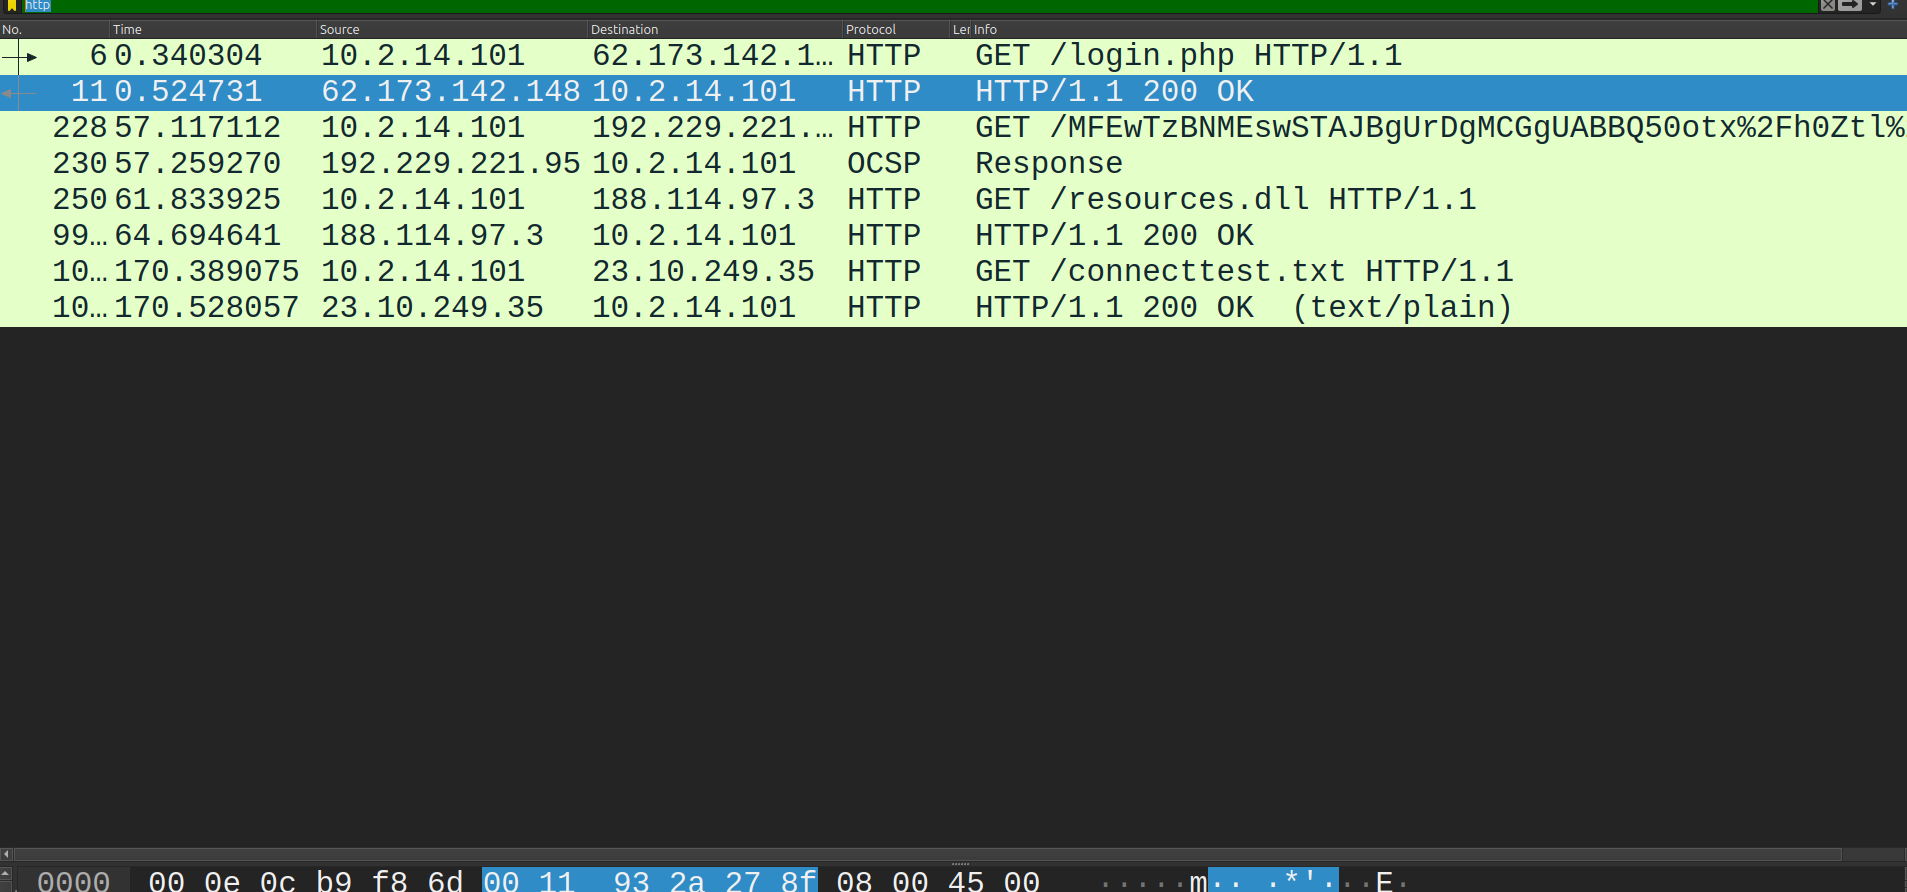 http
No. Time Source Destination Protocol Ler Info
6 0.340304 10.2.14.101 62.173.142.1… HTTP GET /login.php HTTP/1.1
11 0.524731 62.173.142.148 10.2.14.101 HTTP HTTP/1.1 200 OK
228 57.117112 10.2.14.101 192.229.221.… HTTP GET /MFEwTzBNMEswSTAJBgUrDgMCGgUABBQ50otx%2Fh0Ztl%
230 57.259270 192.229.221.95 10.2.14.101 OCSP Response
250 61.833925 10.2.14.101 188.114.97.3 HTTP GET /resources.dll HTTP/1.1
99… 64.694641 188.114.97.3 10.2.14.101 HTTP HTTP/1.1 200 OK
10… 170.389075 10.2.14.101 23.10.249.35 HTTP GET /connecttest.txt HTTP/1.1
10… 170.528057 23.10.249.35 10.2.14.101 HTTP HTTP/1.1 200 OK (text/plain)
0000 00 0e 0c b9 f8 6d 00 11 93 2a 27 8f 08 00 45 00 ·····m·· ·*'···E·